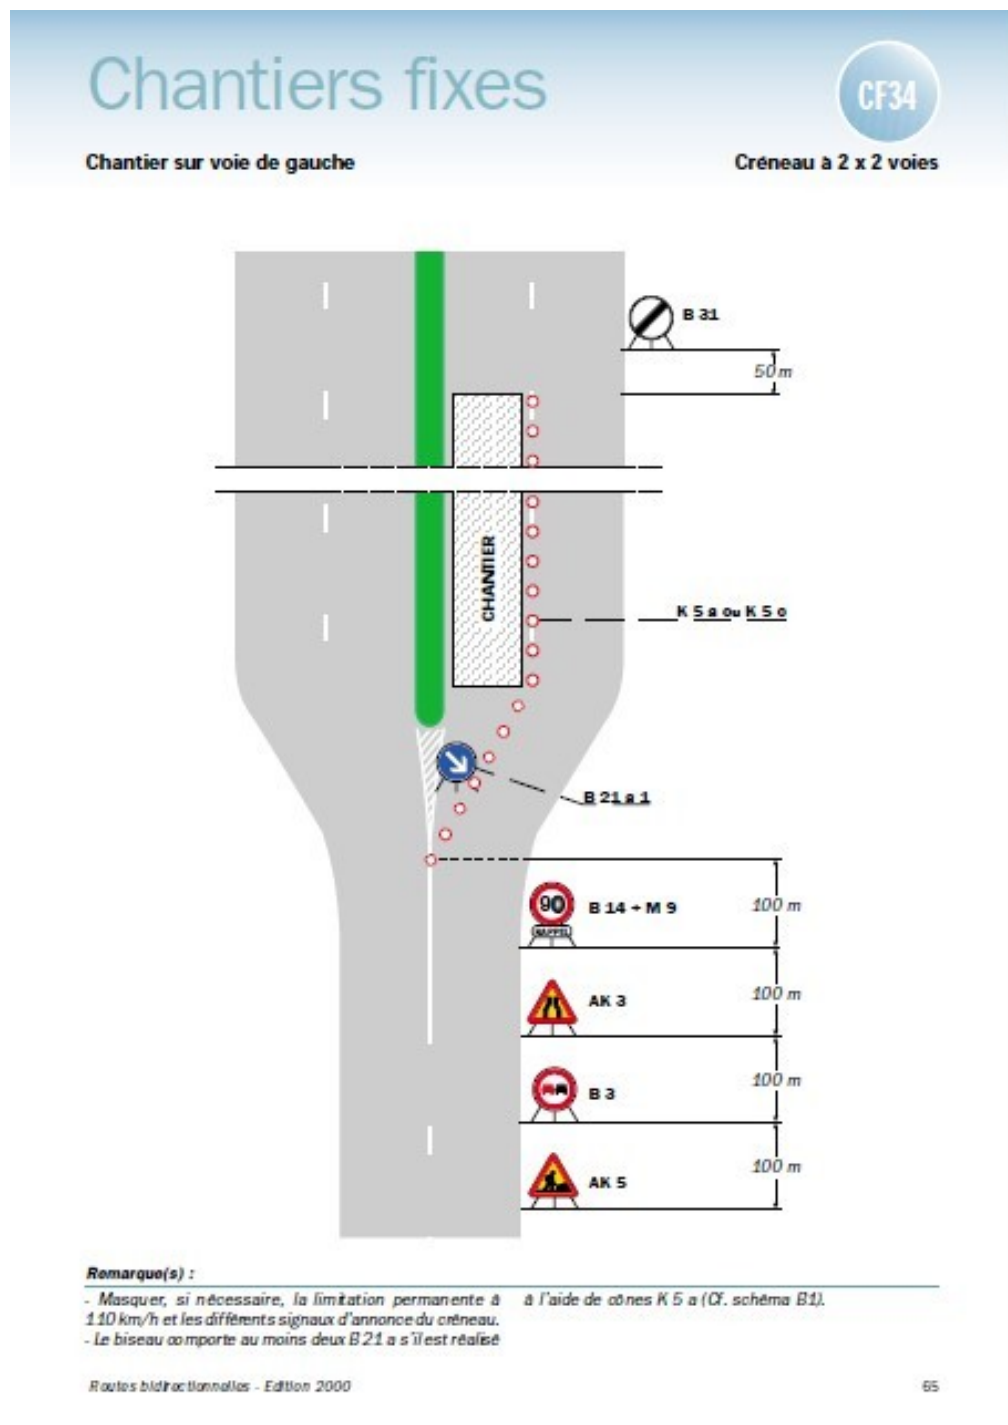 Chantiers fixes
CF34
Chantier sur voie de gauche
Créneau à 2 x 2 voies
B 31
50 m
CHANTIER
K 5 a ou K 5 c
B 21 a 1
90
RAPPEL
B 14 + M 9
100 m
AK 3
100 m
B 3
100 m
AK 5
100 m
Remarque(s) :
- Masquer, si nécessaire, la limitation permanente à
110 km/h et les différents signaux d'annonce du créneau.
- Le biseau comporte au moins deux B 21 a s'il est réalisé
à l'aide de cônes K 5 a (Cf. schéma B1).
Routes bidirectionnelles - Edition 2000
65